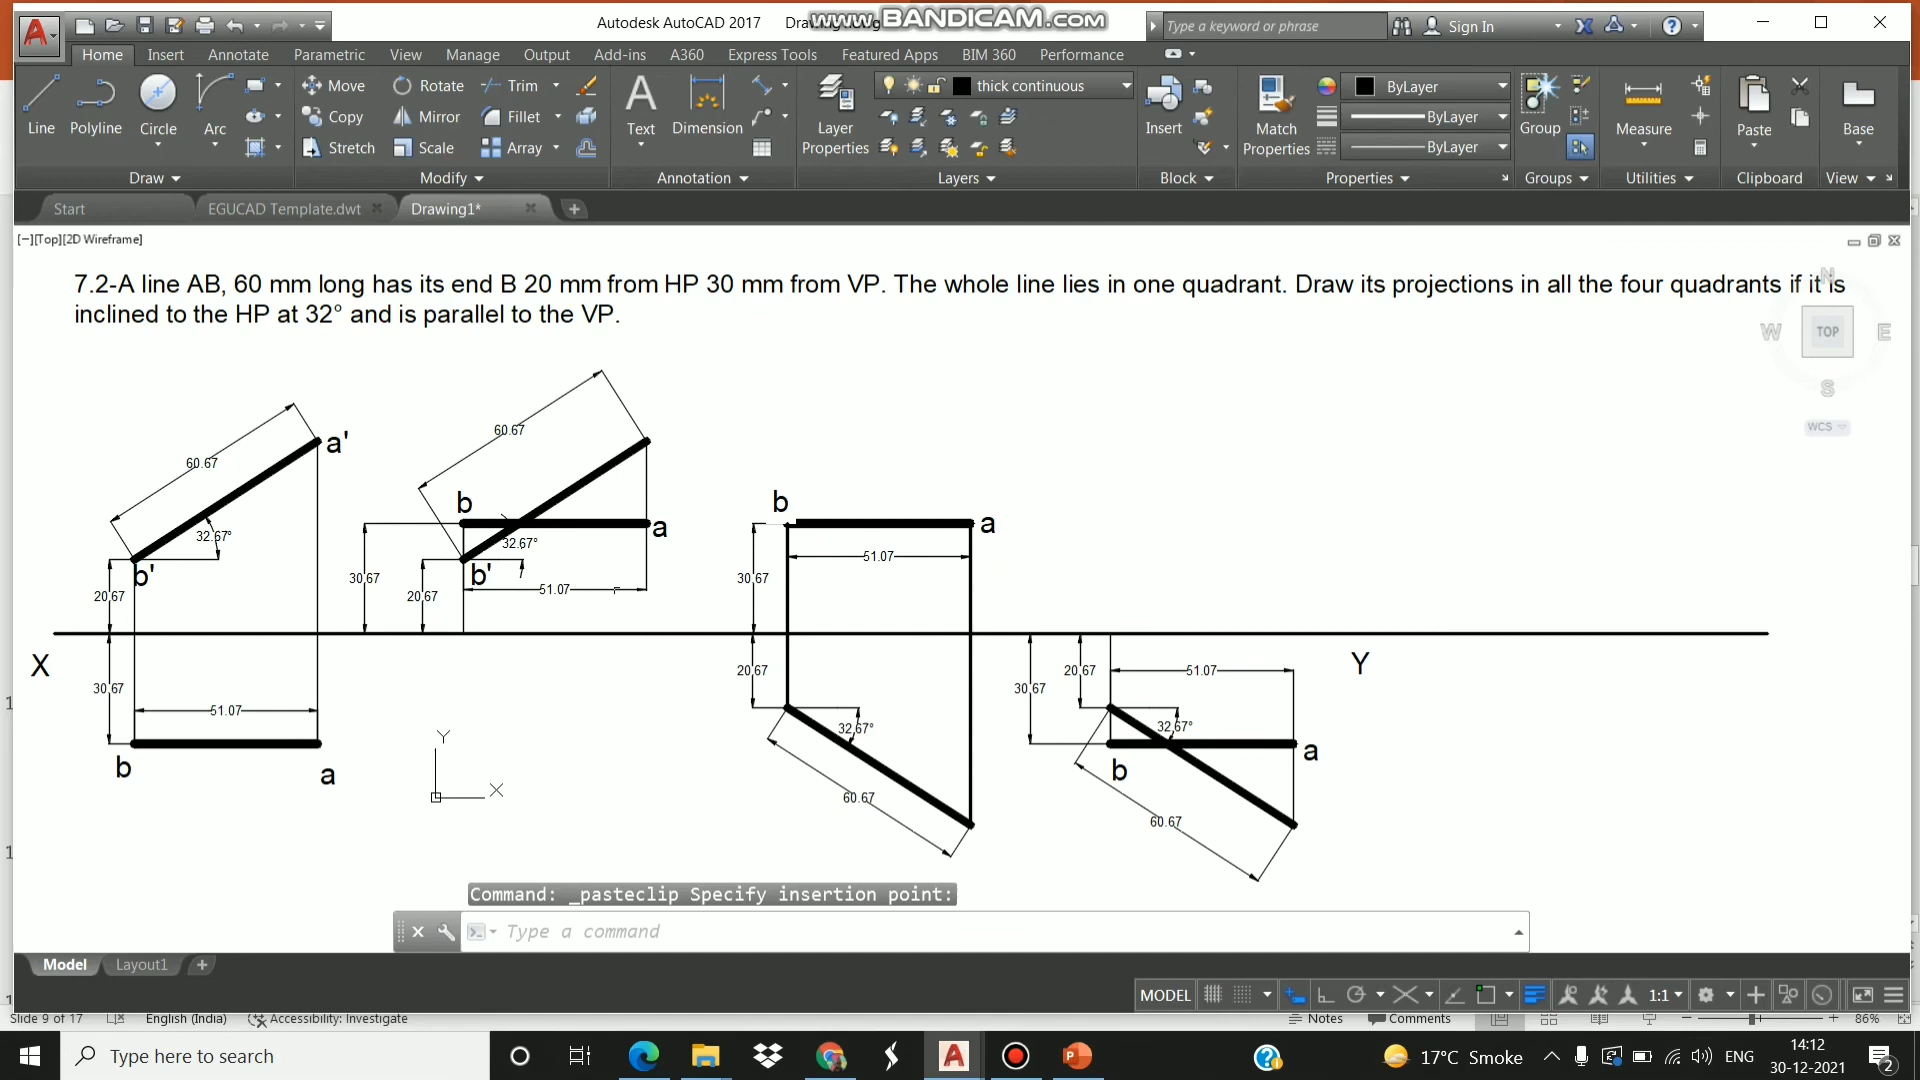 Autodesk AutoCAD 2017
www.BANDICAM.com
Type a keyword or phrase
Sign In
Home Insert Annotate Parametric View Manage Output Add-ins A360 Express Tools Featured Apps BIM 360 Performance
Line Polyline Circle Arc
Move Rotate Trim
Copy Mirror Fillet
Stretch Scale Array
Text Dimension
Layer Properties
thick continuous
Insert
Match Properties
ByLayer
ByLayer
ByLayer
Group Measure Paste Base
Draw Modify Annotation Layers Block Properties Groups Utilities Clipboard View
Start EGUCAD Template.dwt Drawing1*
[−][Top][2D Wireframe]
7.2-A line AB, 60 mm long has its end B 20 mm from HP 30 mm from VP. The whole line lies in one quadrant. Draw its projections in all the four quadrants if it is
inclined to the HP at 32° and is parallel to the VP.
N
W TOP E
S
WCS
60.67
a'
32.67°
b'
20.67
30.67
51.07
b a
60.67
b
a
32.67°
b'
30.67
20.67
51.07
b
a
51.07
30.67
20.67
32.67°
60.67
20.67
51.07
30.67
32.67°
a
b
60.67
X
Y
Y
X
Command: _pasteclip Specify insertion point:
Type a command
Model Layout1
MODEL 1:1
Slide 9 of 17 English (India) Accessibility: Investigate Notes Comments 86%
Type here to search
17°C Smoke ENG
14:12
30-12-2021
2